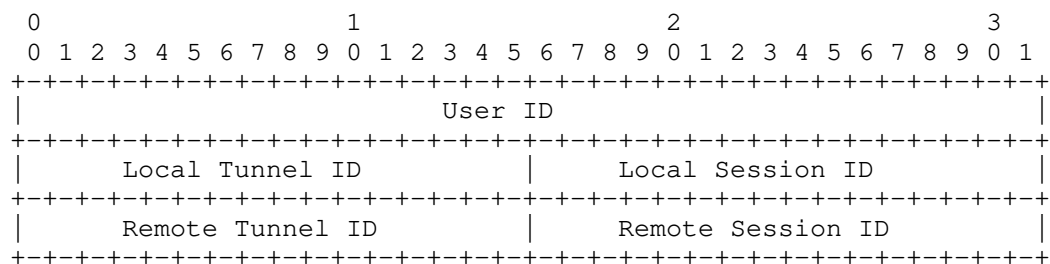 0                   1                   2                   3
 0 1 2 3 4 5 6 7 8 9 0 1 2 3 4 5 6 7 8 9 0 1 2 3 4 5 6 7 8 9 0 1
+-+-+-+-+-+-+-+-+-+-+-+-+-+-+-+-+-+-+-+-+-+-+-+-+-+-+-+-+-+-+-+-+
|                          User ID                              |
+-+-+-+-+-+-+-+-+-+-+-+-+-+-+-+-+-+-+-+-+-+-+-+-+-+-+-+-+-+-+-+-+
|      Local Tunnel ID          |     Local Session ID          |
+-+-+-+-+-+-+-+-+-+-+-+-+-+-+-+-+-+-+-+-+-+-+-+-+-+-+-+-+-+-+-+-+
|      Remote Tunnel ID         |     Remote Session ID         |
+-+-+-+-+-+-+-+-+-+-+-+-+-+-+-+-+-+-+-+-+-+-+-+-+-+-+-+-+-+-+-+-+